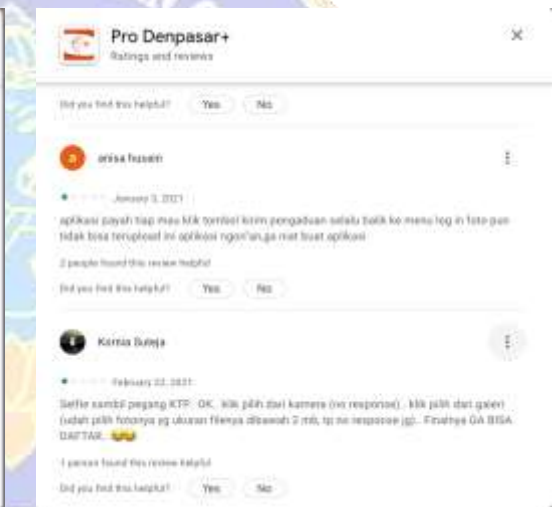 Pro Denpasar+
Ratings and reviews
Did you find this helpful? Yes No
anisa husain
January 3, 2021
aplikasi payah tiap mau klik tombol kirim pengaduan selalu balik ke menu log in foto pun
tidak bisa terupload ini aplikasi ,ga niat buat aplikasi
2 people found this review helpful
Did you find this helpful? Yes No
Kornia Suteja
February 22, 2021
Selfie sambil pegang KTP.. OK.. klik pilih dari kamera (no response).. klik pilih dari galeri
(udah pilih fotonya yg ukuran filenya dibawah 2 mb, tp no response jg).. Finalnya GA BISA
DAFTAR..
1 person found this review helpful
Did you find this helpful? Yes No